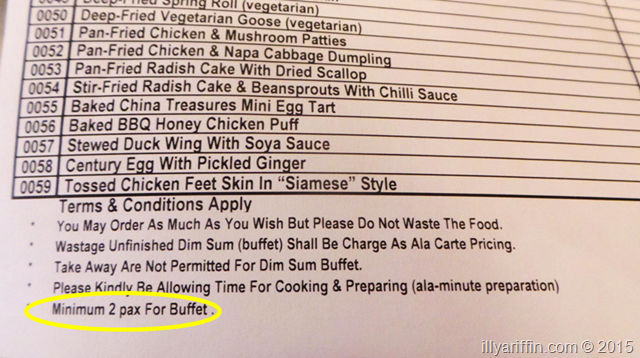 Deep-Fried Spring Roll (vegetarian)
0050 Deep-Fried Vegetarian Goose (vegetarian)
0051 Pan-Fried Chicken & Mushroom Patties
0052 Pan-Fried Chicken & Napa Cabbage Dumpling
0053 Pan-Fried Radish Cake With Dried Scallop
0054 Stir-Fried Radish Cake & Beansprouts With Chilli Sauce
0055 Baked China Treasures Mini Egg Tart
0056 Baked BBQ Honey Chicken Puff
0057 Stewed Duck Wing With Soya Sauce
0058 Century Egg With Pickled Ginger
0059 Tossed Chicken Feet Skin In "Siamese" Style
Terms & Conditions Apply
* You May Order As Much As You Wish But Please Do Not Waste The Food.
* Wastage Unfinished Dim Sum (buffet) Shall Be Charge As Ala Carte Pricing.
* Take Away Are Not Permitted For Dim Sum Buffet.
* Please Kindly Be Allowing Time For Cooking & Preparing (ala-minute preparation)
* Minimum 2 pax For Buffet.
illyariffin.com © 2015